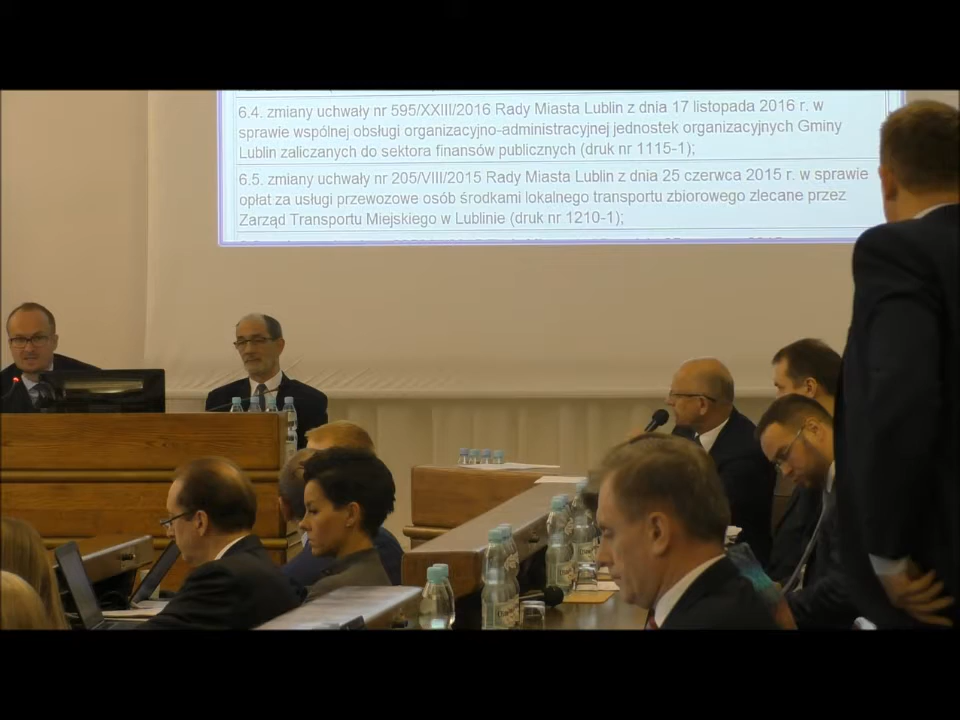 6.4. zmiany uchwały nr 595/XXIII/2016 Rady Miasta Lublin z dnia 17 listopada 2016 r. w
sprawie wspólnej obsługi organizacyjno-administracyjnej jednostek organizacyjnych Gminy
Lublin zaliczanych do sektora finansów publicznych (druk nr 1115-1);
6.5. zmiany uchwały nr 205/VIII/2015 Rady Miasta Lublin z dnia 25 czerwca 2015 r. w sprawie
opłat za usługi przewozowe osób środkami lokalnego transportu zbiorowego zlecane przez
Zarząd Transportu Miejskiego w Lublinie (druk nr 1210-1);